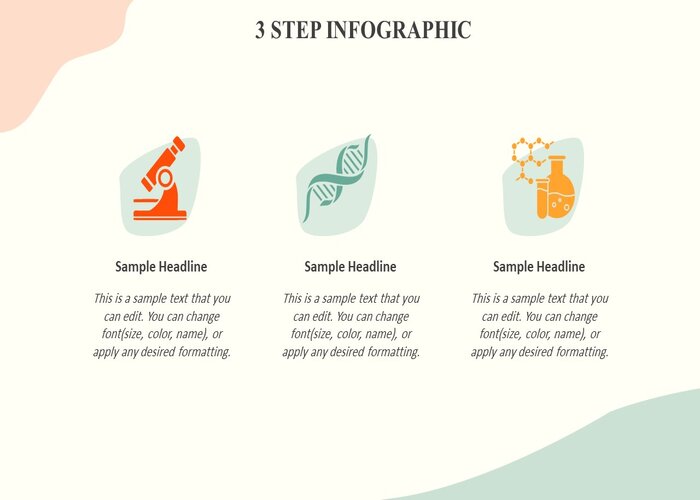 3 STEP INFOGRAPHIC
Sample Headline
This is a sample text that you
can edit. You can change
font(size, color, name), or
apply any desired formatting.
Sample Headline
This is a sample text that you
can edit. You can change
font(size, color, name), or
apply any desired formatting.
Sample Headline
This is a sample text that you
can edit. You can change
font(size, color, name), or
apply any desired formatting.